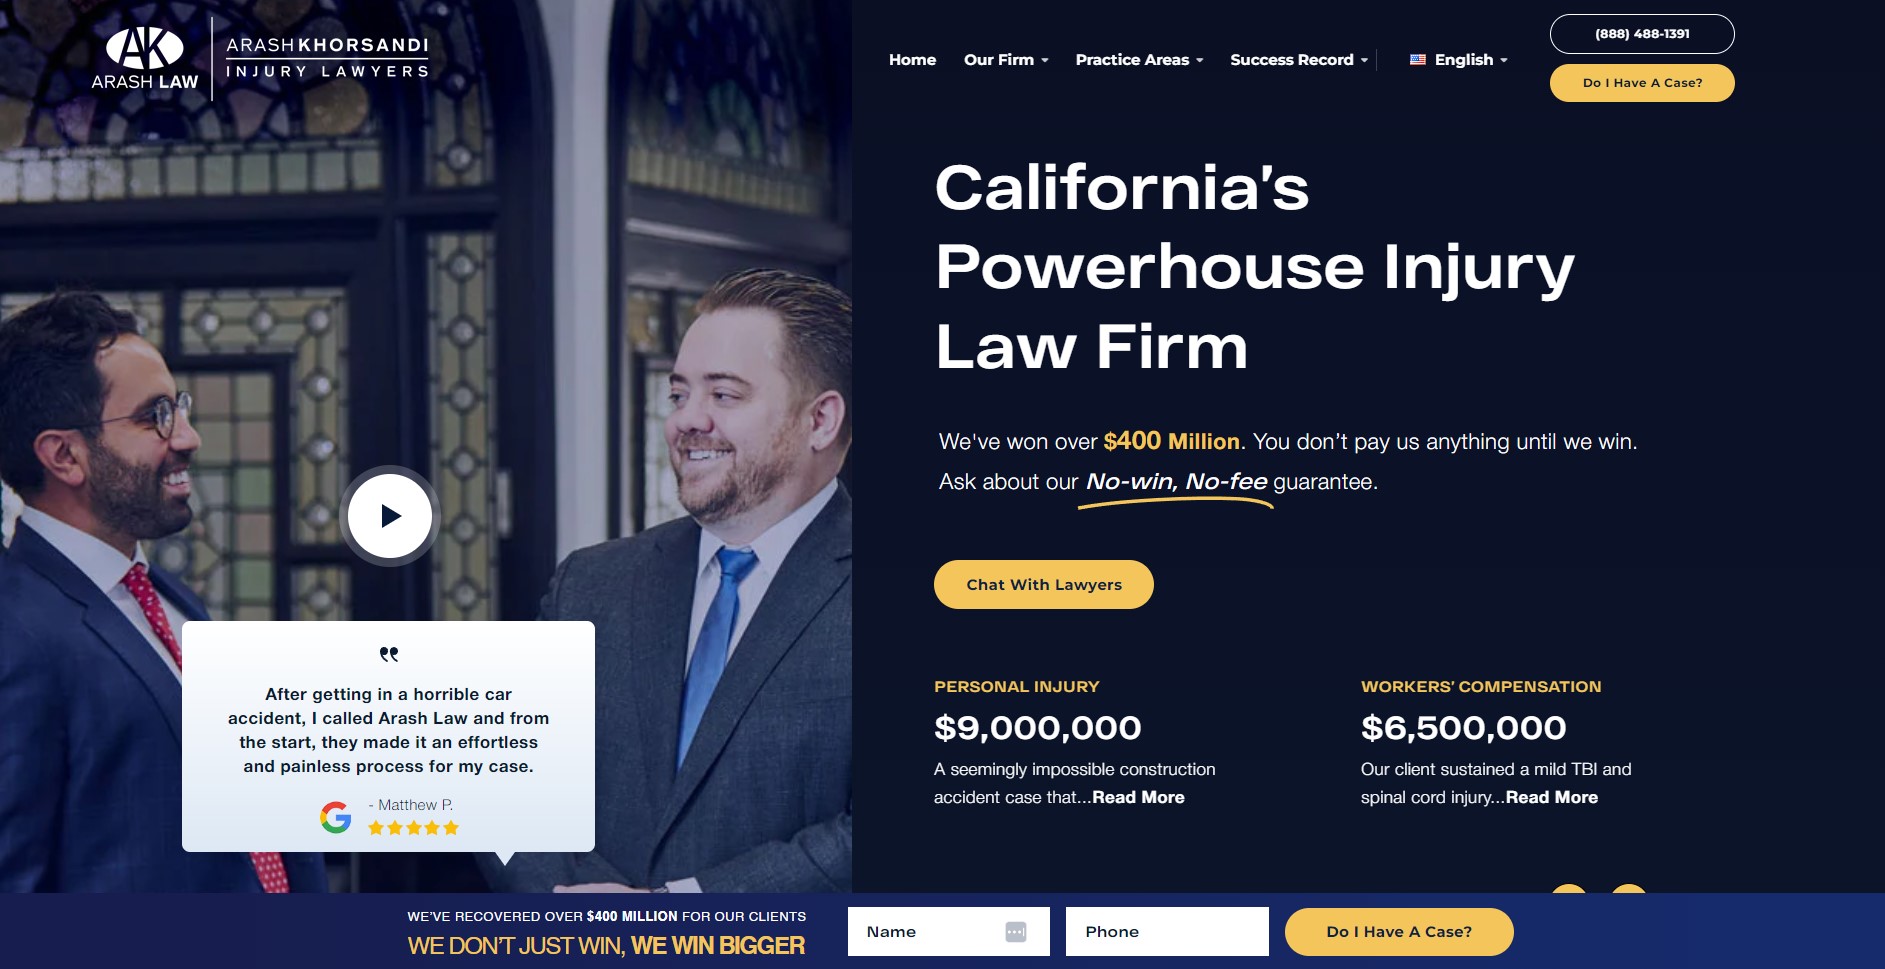 AK
ARASH LAW
ARASH KHORSANDI
INJURY LAWYERS
Home
Our Firm
Practice Areas
Success Record
English
(888) 488-1391
Do I Have A Case?
California's
Powerhouse Injury
Law Firm
We've won over $400 Million. You don't pay us anything until we win.
Ask about our No-win, No-fee guarantee.
Chat With Lawyers
PERSONAL INJURY
$9,000,000
A seemingly impossible construction
accident case that...Read More
WORKERS' COMPENSATION
$6,500,000
Our client sustained a mild TBI and
spinal cord injury...Read More
After getting in a horrible car
accident, I called Arash Law and from
the start, they made it an effortless
and painless process for my case.
- Matthew P.
WE'VE RECOVERED OVER $400 MILLION FOR OUR CLIENTS
WE DON'T JUST WIN, WE WIN BIGGER
Name
Phone
Do I Have A Case?